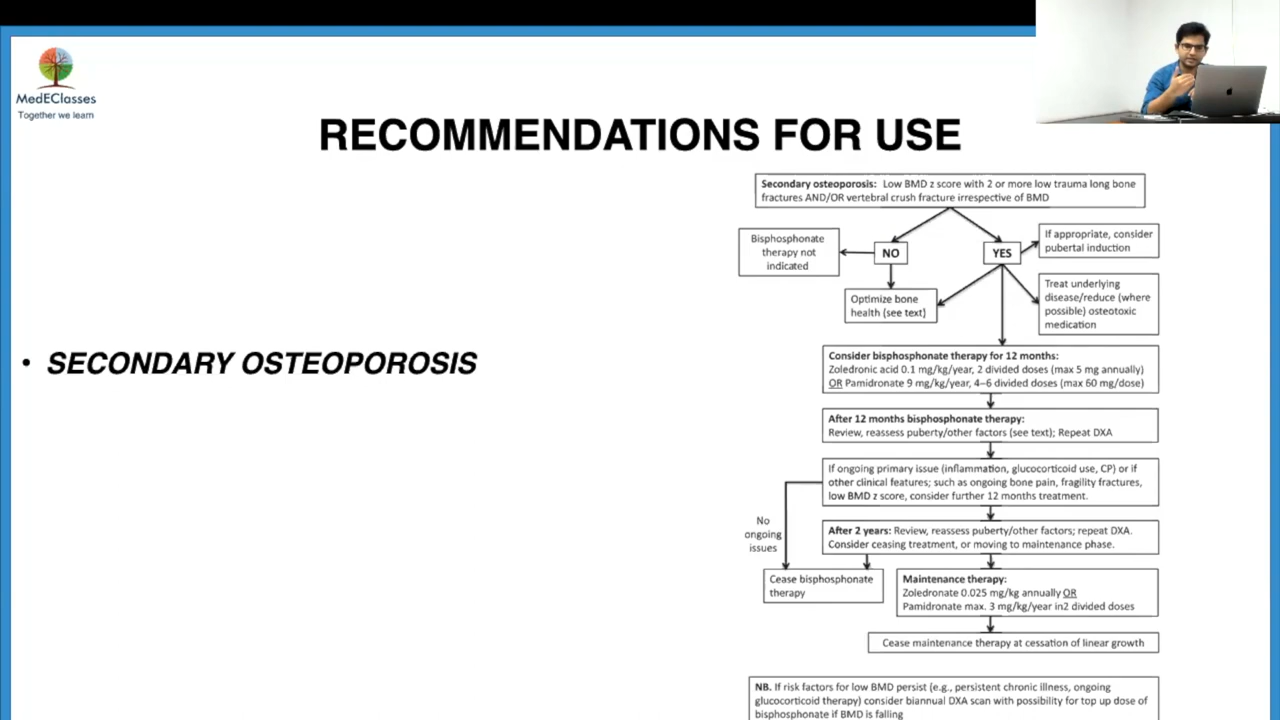 MedEClasses
Together we learn
RECOMMENDATIONS FOR USE
• SECONDARY OSTEOPOROSIS
Secondary osteoporosis: Low BMD z score with 2 or more low trauma long bone
fractures AND/OR vertebral crush fracture irrespective of BMD
Bisphosphonate
therapy not
indicated
NO
YES
If appropriate, consider
pubertal induction
Optimize bone
health (see text)
Treat underlying
disease/reduce (where
possible) osteotoxic
medication
Consider bisphosphonate therapy for 12 months:
Zoledronic acid 0.1 mg/kg/year, 2 divided doses (max 5 mg annually)
OR Pamidronate 9 mg/kg/year, 4–6 divided doses (max 60 mg/dose)
After 12 months bisphosphonate therapy:
Review, reassess puberty/other factors (see text); Repeat DXA
If ongoing primary issue (inflammation, glucocorticoid use, CP) or if
other clinical features; such as ongoing bone pain, fragility fractures,
low BMD z score, consider further 12 months treatment.
No
ongoing
issues
After 2 years: Review, reassess puberty/other factors; repeat DXA.
Consider ceasing treatment, or moving to maintenance phase.
Cease bisphosphonate
therapy
Maintenance therapy:
Zoledronate 0.025 mg/kg annually OR
Pamidronate max. 3 mg/kg/year in2 divided doses
Cease maintenance therapy at cessation of linear growth
NB. If risk factors for low BMD persist (e.g., persistent chronic illness, ongoing
glucocorticoid therapy) consider biannual DXA scan with possibility for top up dose of
bisphosphonate if BMD is falling